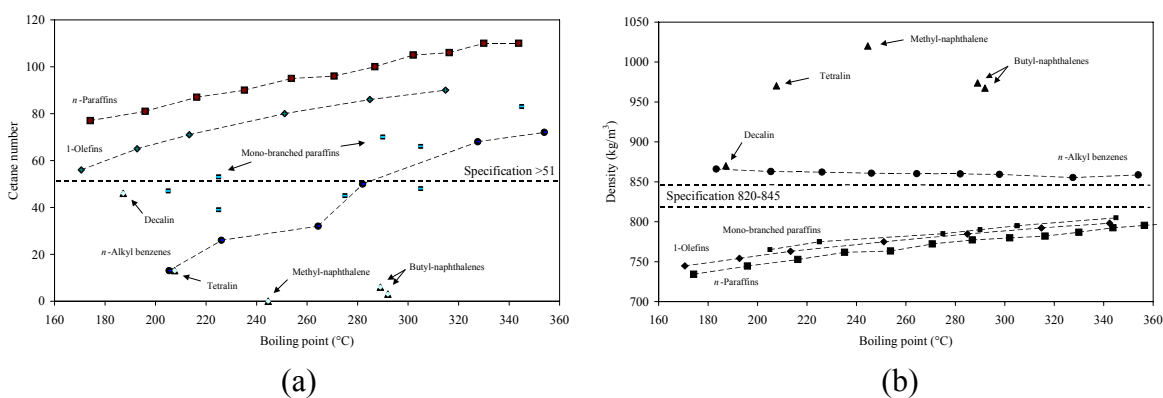 120
100
80
60
40
20
0
Cetane number
n-Paraffins
1-Olefins
Mono-branched paraffins
Specification >51
Decalin
n-Alkyl benzenes
Tetralin
Methyl-naphthalene
Butyl-naphthalenes
160 180 200 220 240 260 280 300 320 340 360
Boiling point (°C)
(a)
1050
1000
950
900
850
800
750
700
Density (kg/m³)
Methyl-naphthalene
Butyl-naphthalenes
Tetralin
Decalin
n-Alkyl benzenes
Specification 820-845
Mono-branched paraffins
1-Olefins
n-Paraffins
160 180 200 220 240 260 280 300 320 340 360
Boiling point (°C)
(b)